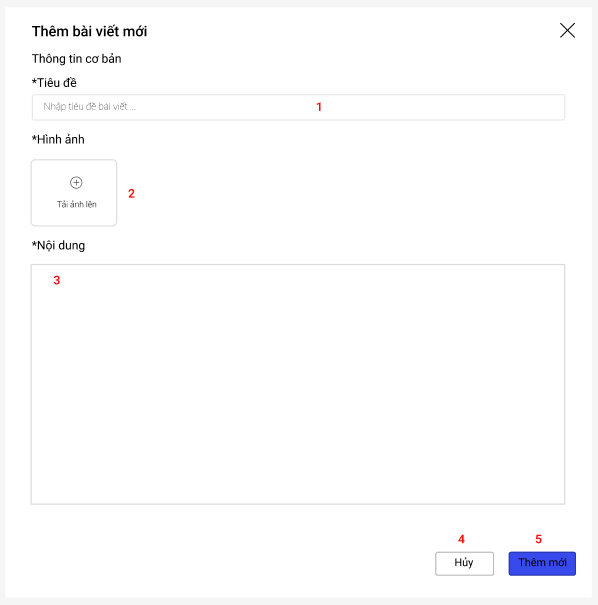 Thêm bài viết mới
Thông tin cơ bản
*Tiêu đề
Nhập tiêu đề bài viết ...
1
*Hình ảnh
Tải ảnh lên
2
*Nội dung
3
4
5
Hủy
Thêm mới